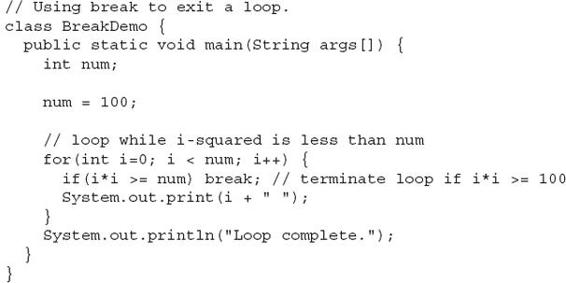 // Using break to exit a loop.
class BreakDemo {
  public static void main(String args[]) {
    int num;

    num = 100;

    // loop while i-squared is less than num
    for(int i=0; i < num; i++) {
      if(i*i >= num) break; // terminate loop if i*i >= 100
      System.out.print(i + " ");
    }
    System.out.println("Loop complete.");
  }
}